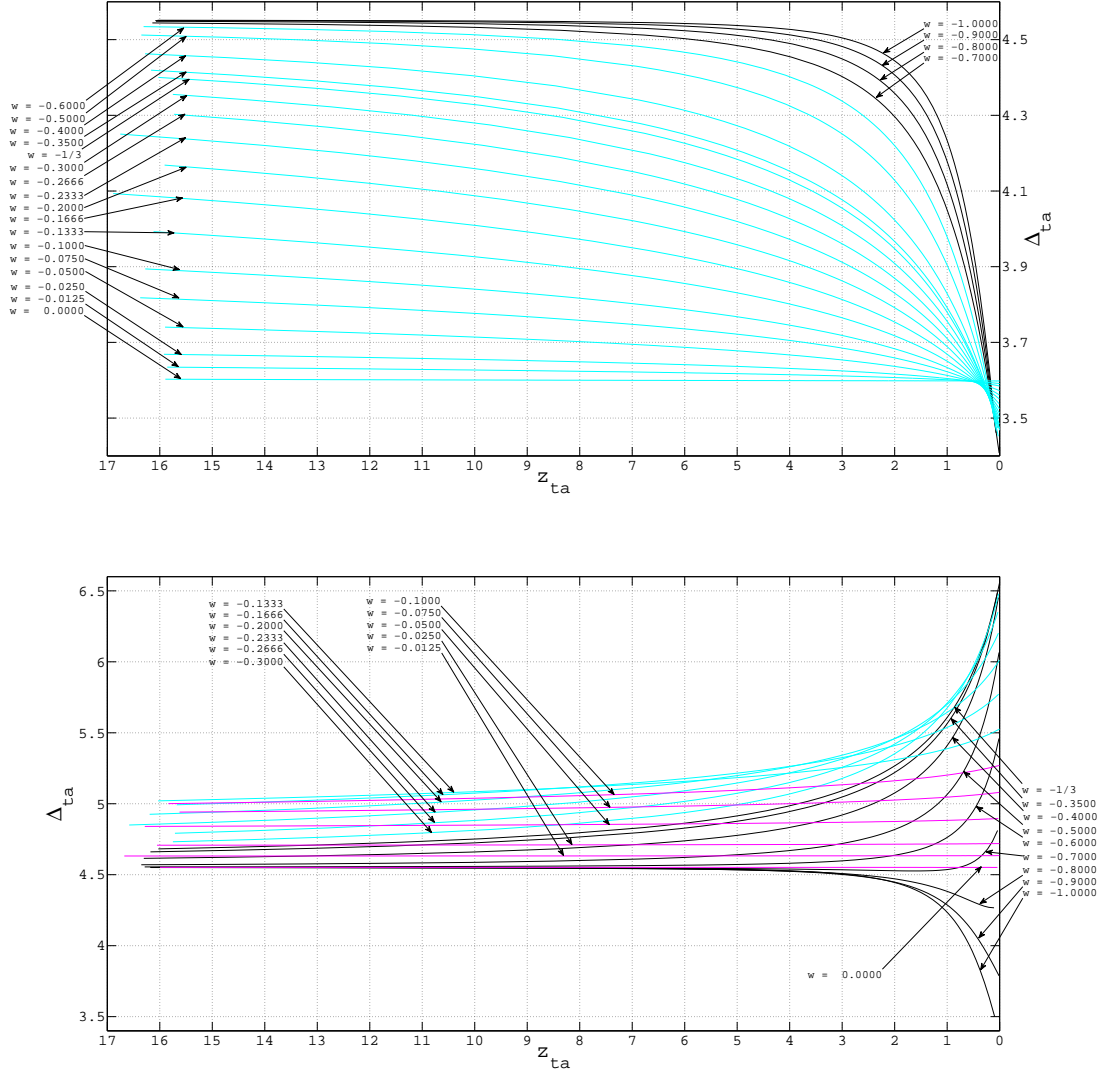 w = -1.0000
w = -0.9000
w = -0.8000
w = -0.7000
w = -0.6000
w = -0.5000
w = -0.4000
w = -0.3500
w = -1/3
w = -0.3000
w = -0.2666
w = -0.2333
w = -0.2000
w = -0.1666
w = -0.1333
w = -0.1000
w = -0.0750
w = -0.0500
w = -0.0250
w = -0.0125
w = 0.0000
4.5
4.3
4.1
3.9
3.7
3.5
Δta
17 16 15 14 13 12 11 10 9 8 7 6 5 4 3 2 1 0
zta
6.5
6
5.5
5
4.5
4
3.5
Δta
w = -0.1333
w = -0.1666
w = -0.2000
w = -0.2333
w = -0.2666
w = -0.3000
w = -0.1000
w = -0.0750
w = -0.0500
w = -0.0250
w = -0.0125
w = -1/3
w = -0.3500
w = -0.4000
w = -0.5000
w = -0.6000
w = -0.7000
w = -0.8000
w = -0.9000
w = -1.0000
w = 0.0000
17 16 15 14 13 12 11 10 9 8 7 6 5 4 3 2 1 0
zta